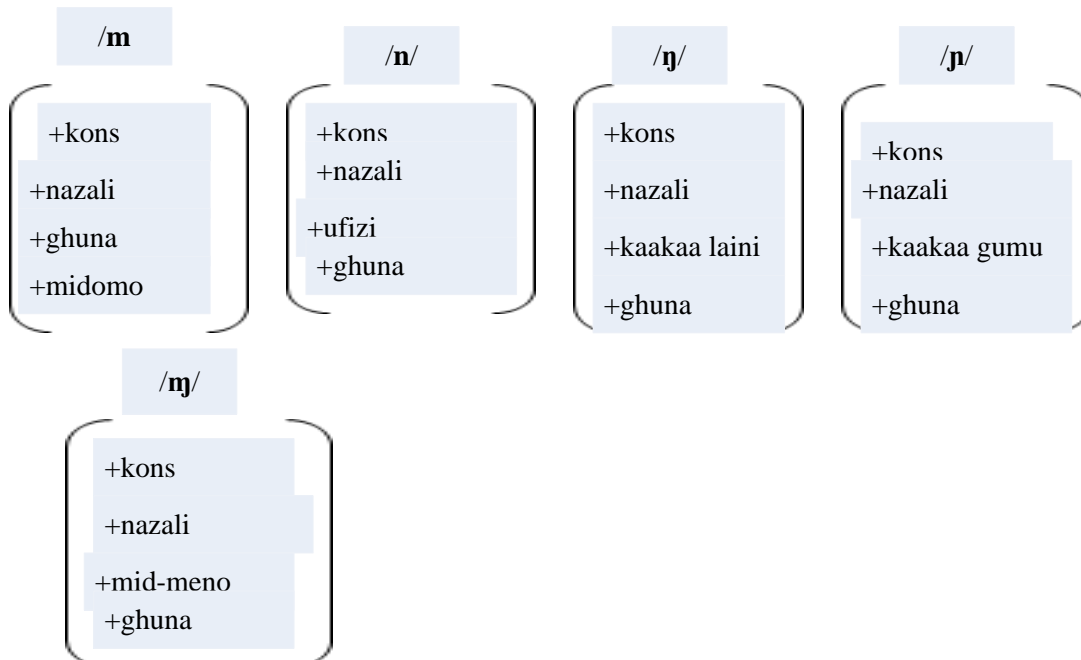 /m
+kons
+nazali
+ghuna
+midomo
/n/
+kons
+nazali
+ufizi
+ghuna
/ŋ/
+kons
+nazali
+kaakaa laini
+ghuna
/ɲ/
+kons
+nazali
+kaakaa gumu
+ghuna
/ɱ/
+kons
+nazali
+mid-meno
+ghuna